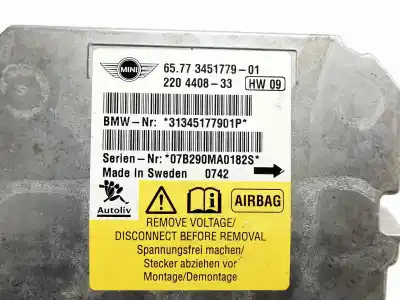 MINI
65.77 3451779-01
220 4408-33 HW 09
BMW-Nr: *31345177901P*
Serien-Nr:*07B290MA0182S*
Made In Sweden 0742
Autoliv
AIRBAG
REMOVE VOLTAGE/
DISCONNECT BEFORE REMOVAL
Spannungsfrei machen/
Stecker abziehen vor
Montage/Demontage